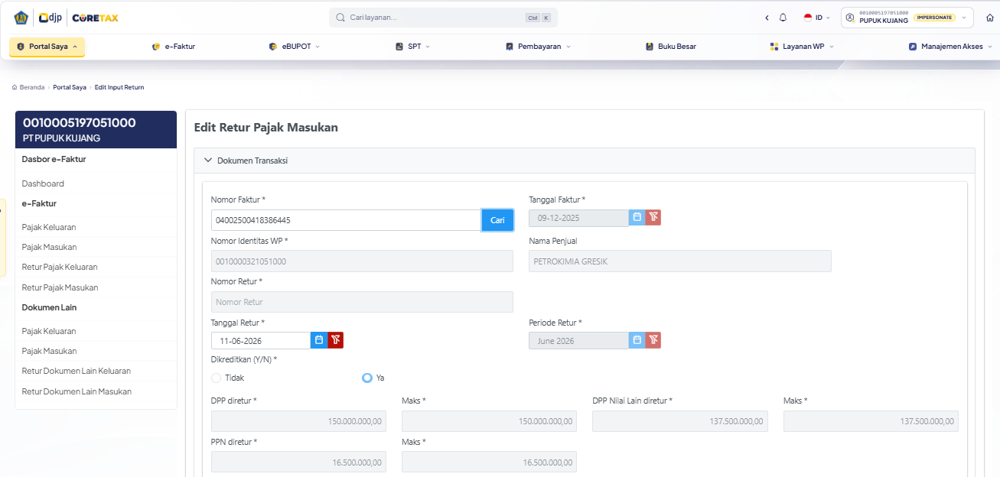 djp CORETAX
Cari layanan...
Ctrl K
ID
0010005197051000
PUPUK KUJANG
IMPERSONATE
Portal Saya
e-Faktur
eBUPOT
SPT
Pembayaran
Buku Besar
Layanan WP
Manajemen Akses
Beranda › Portal Saya › Edit Input Return
0010005197051000
PT PUPUK KUJANG
Dasbor e-Faktur
Dashboard
e-Faktur
Pajak Keluaran
Pajak Masukan
Retur Pajak Keluaran
Retur Pajak Masukan
Dokumen Lain
Pajak Keluaran
Pajak Masukan
Retur Dokumen Lain Keluaran
Retur Dokumen Lain Masukan
Edit Retur Pajak Masukan
Dokumen Transaksi
Nomor Faktur *
04002500418386445
Cari
Tanggal Faktur *
09-12-2025
Nomor Identitas WP *
0010000321051000
Nama Penjual
PETROKIMIA GRESIK
Nomor Retur *
Nomor Retur
Tanggal Retur *
11-06-2026
Periode Retur *
June 2026
Dikreditkan (Y/N) *
Tidak
Ya
DPP diretur *
150.000.000,00
Maks *
150.000.000,00
DPP Nilai Lain diretur *
137.500.000,00
Maks *
137.500.000,00
PPN diretur *
16.500.000,00
Maks *
16.500.000,00